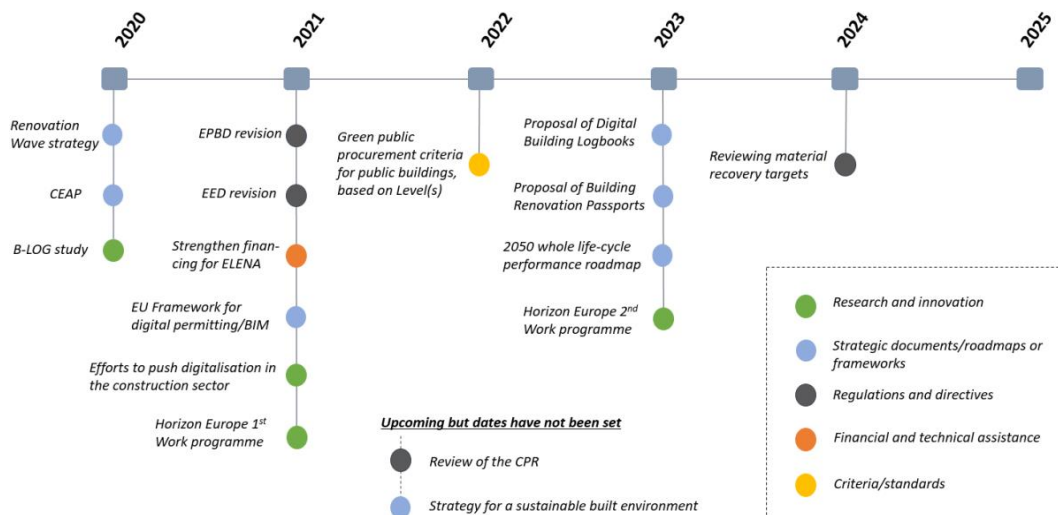 2020
2021
2022
2023
2024
2025
Renovation
Wave strategy
CEAP
B-LOG study
EPBD revision
EED revision
Strengthen finan-
cing for ELENA
EU Framework for
digital permitting/BIM
Efforts to push digitalisation in
the construction sector
Horizon Europe 1st
Work programme
Green public
procurement criteria
for public buildings,
based on Level(s)
Proposal of Digital
Building Logbooks
Proposal of Building
Renovation Passports
2050 whole life-cycle
performance roadmap
Horizon Europe 2nd
Work programme
Reviewing material
recovery targets
Upcoming but dates have not been set
Review of the CPR
Strategy for a sustainable built environment
Research and innovation
Strategic documents/roadmaps or
frameworks
Regulations and directives
Financial and technical assistance
Criteria/standards